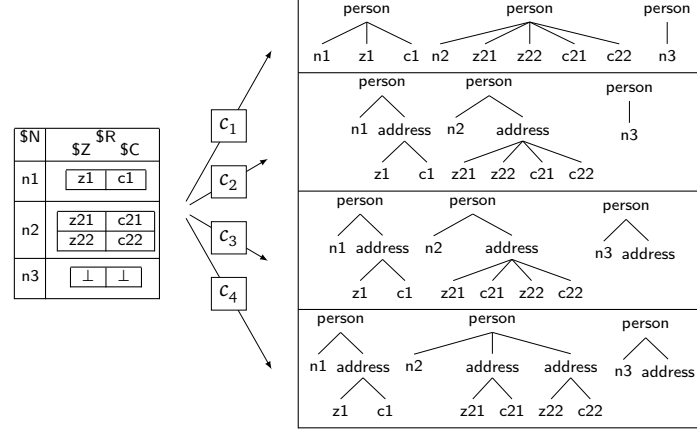 $N $R
$Z $C
n1 z1 c1
n2 z21 c21
z22 c22
n3 ⊥ ⊥
c1
c2
c3
c4
person person person
n1 z1 c1 n2 z21 z22 c21 c22 n3
person person person
n1 address n2 address n3
z1 c1 z21 z22 c21 c22
person person person
n1 address n2 address n3 address
z1 c1 z21 c21 z22 c22
person person person
n1 address n2 address address n3 address
z1 c1 z21 c21 z22 c22